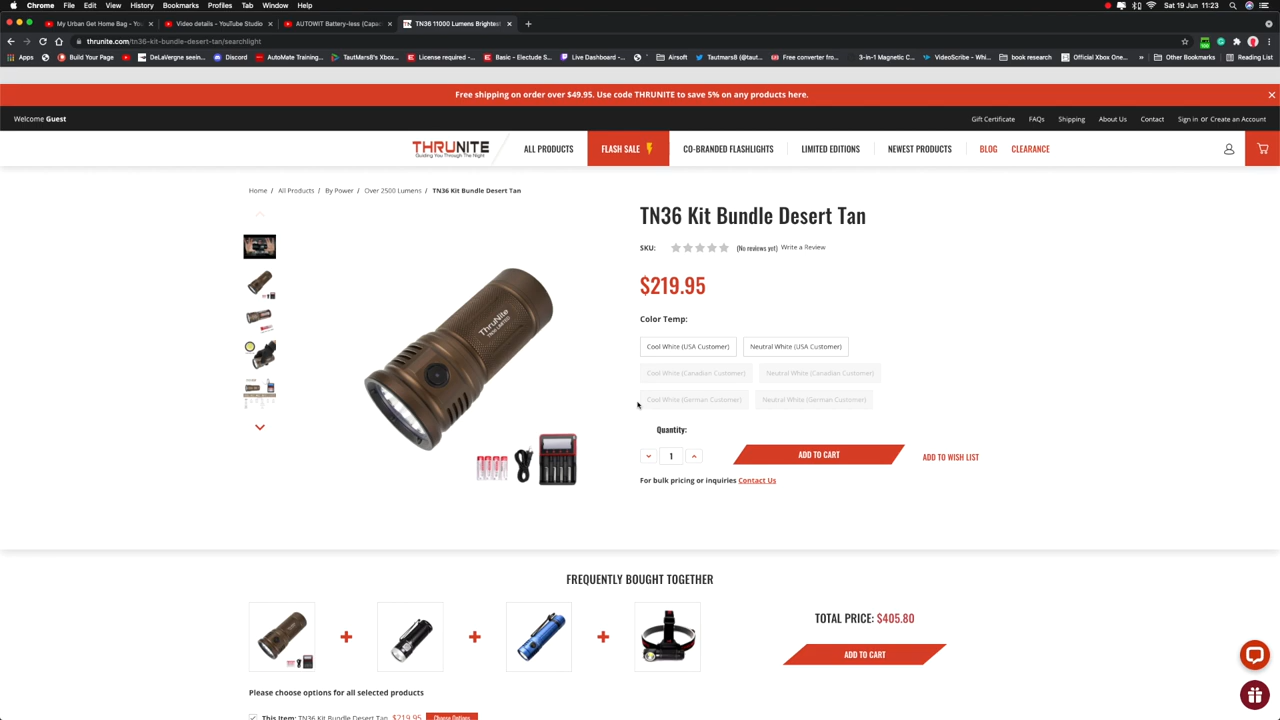 Chrome File Edit View History Bookmarks Profiles Tab Window Help Sat 19 Jun 11:23
My Urban Get Home Bag - You Video details - YouTube Studio AUTOWIT Battery-less (Capa TN36 11000 Lumens Brightes
thrunite.com/tn36-kit-bundle-desert-tan/searchlight
Apps Build Your Page DeLaVergne seein... Discord AutoMate Training... TautMars8's Xbox... License required -... Basic – Electude S... Live Dashboard -... Airsoft Tautmars8 (@taut... Free converter fro... 3-in-1 Magnetic C... VideoScribe - Whi... book research Official Xbox One... » Other Bookmarks Reading List
Free shipping on order over $49.95. Use code THRUNITE to save 5% on any products here.
Welcome Guest Gift Certificate FAQs Shipping About Us Contact Sign in or Create an Account
THRUNITE
Guiding You Through The Night
ALL PRODUCTS FLASH SALE CO-BRANDED FLASHLIGHTS LIMITED EDITIONS NEWEST PRODUCTS BLOG CLEARANCE
Home / All Products / By Power / Over 2500 Lumens / TN36 Kit Bundle Desert Tan
TN36 Kit Bundle Desert Tan
SKU: (No reviews yet) Write a Review
$219.95
Color Temp:
Cool White (USA Customer) Neutral White (USA Customer)
Cool White (Canadian Customer) Neutral White (Canadian Customer)
Cool White (German Customer) Neutral White (German Customer)
ThruNite
TN36 LIMITED
Quantity:
1 ADD TO CART ADD TO WISH LIST
For bulk pricing or inquiries Contact Us
FREQUENTLY BOUGHT TOGETHER
TOTAL PRICE: $405.80
ADD TO CART
Please choose options for all selected products
This Item: TN36 Kit Bundle Desert Tan $219.95 Choose Options